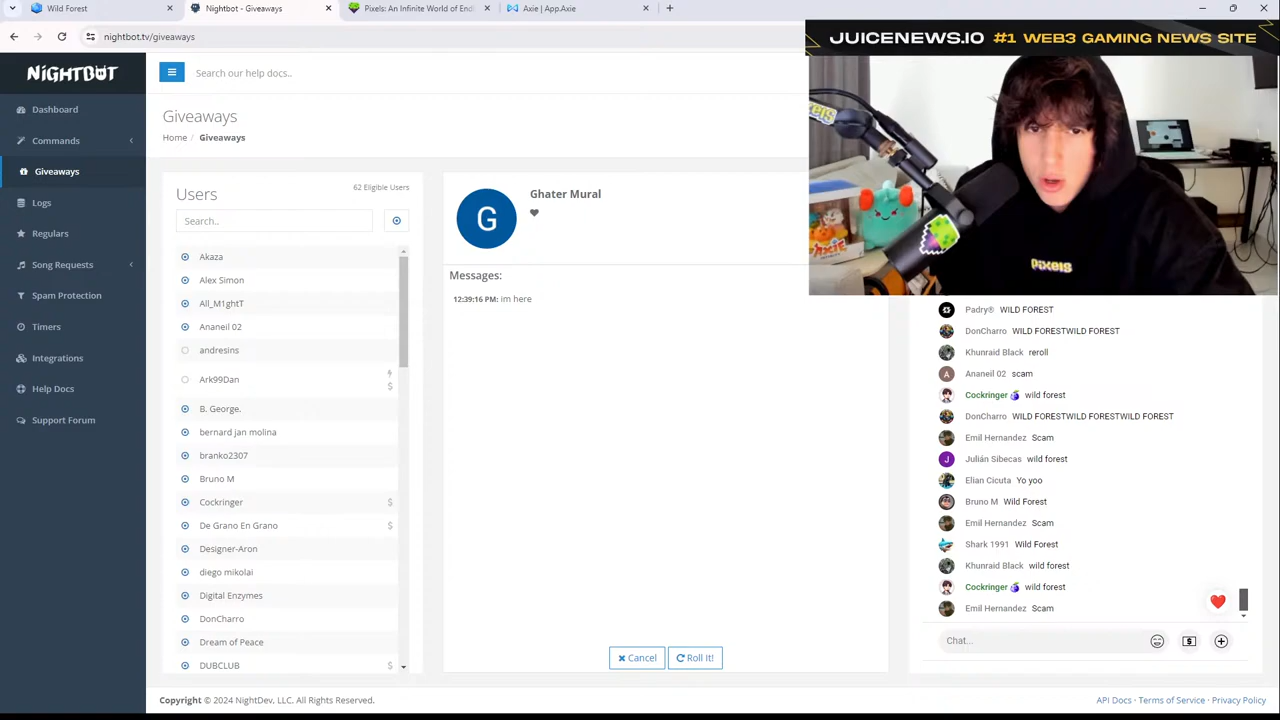 Wild Forest
Nightbot - Giveaways
Pixels: An Infinite World of End
Axie | App.Axie
nightbot.tv/giveaways
JUICENEWS.IO #1 WEB3 GAMING NEWS SITE
NIGHTBOT
Search our help docs..
Dashboard
Commands
Giveaways
Logs
Regulars
Song Requests
Spam Protection
Timers
Integrations
Help Docs
Support Forum
Giveaways
Home / Giveaways
Users
62 Eligible Users
Search..
Akaza
Alex Simon
All_M1ghtT
Ananeil 02
andresins
Ark99Dan
$
B. George.
bernard jan molina
branko2307
Bruno M
Cockringer $
De Grano En Grano $
Designer-Aron
diego mikolai
Digital Enzymes
DonCharro
Dream of Peace
DUBCLUB $
G
Ghater Mural
Messages:
12:39:16 PM: im here
Cancel
Roll It!
pixels
AXIE
pixels
Padry® WILD FOREST
DonCharro WILD FORESTWILD FOREST
Khunraid Black reroll
A Ananeil 02 scam
Cockringer wild forest
DonCharro WILD FORESTWILD FORESTWILD FOREST
Emil Hernandez Scam
J Julián Sibecas wild forest
Elian Cicuta Yo yoo
Bruno M Wild Forest
Emil Hernandez Scam
Shark 1991 Wild Forest
Khunraid Black wild forest
Cockringer wild forest
Emil Hernandez Scam
Chat...
Copyright © 2024 NightDev, LLC. All Rights Reserved.
API Docs · Terms of Service · Privacy Policy